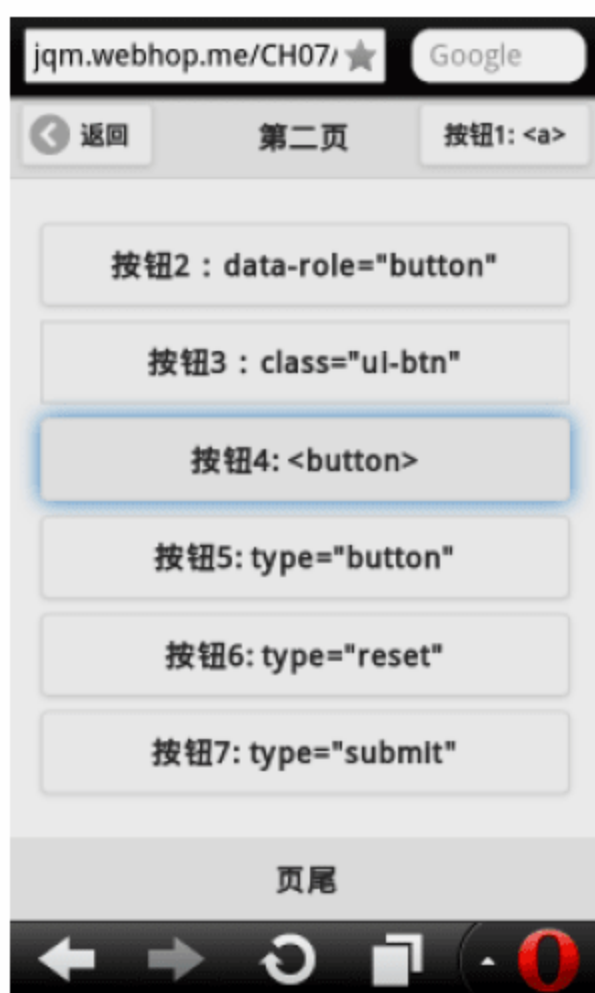 jqm.webhop.me/CH07/
Google
返回
第二页
按钮1: <a>
按钮2：data-role="button"
按钮3：class="ui-btn"
按钮4: <button>
按钮5: type="button"
按钮6: type="reset"
按钮7: type="submit"
页尾